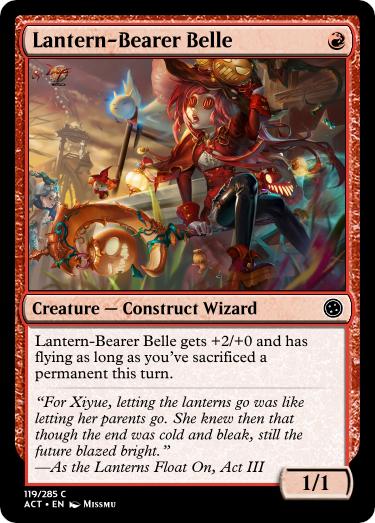 Lantern-Bearer Belle
Creature — Construct Wizard
Lantern-Bearer Belle gets +2/+0 and has
flying as long as you've sacrificed a
permanent this turn.
“For Xiyue, letting the lanterns go was like
letting her parents go. She knew then that
though the end was cold and bleak, still the
future blazed bright.”
—As the Lanterns Float On, Act III
1/1
119/285 C
ACT • EN Missmu